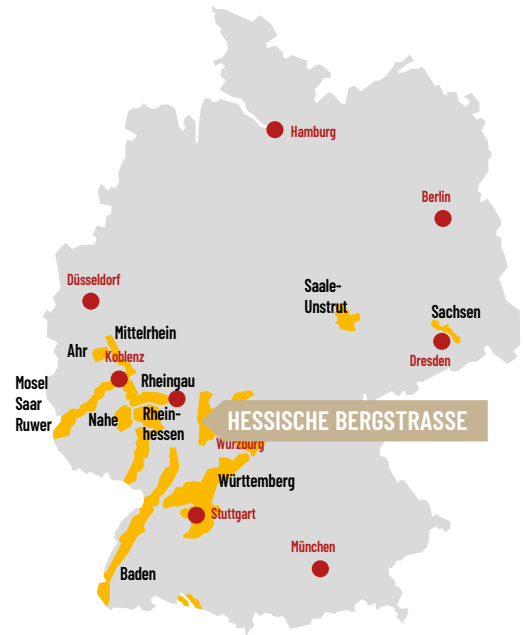 Hamburg
Berlin
Düsseldorf
Saale-
Unstrut
Sachsen
Mittelrhein
Ahr
Koblenz
Dresden
Mosel
Saar
Ruwer
Rheingau
Nahe
Rhein-
hessen
HESSISCHE BERGSTRASSE
Würzburg
Württemberg
Stuttgart
München
Baden